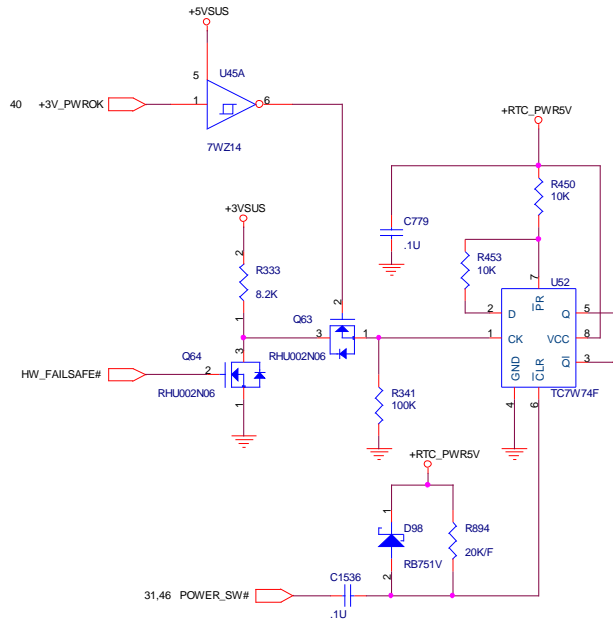 +5VSUS
5
U45A
40 +3V_PWROK
1
6
7WZ14
+RTC_PWR5V
R450
10K
C779
.1U
+3VSUS
2
R333
8.2K
1
R453
10K
7
U52
2
D
PR
Q
5
Q63
2
3
1
1
CK
VCC
8
RHU002N06
GND
CLR
QI
3
TC7W74F
4
6
Q64
3
HW_FAILSAFE#
2
RHU002N06
1
R341
100K
+RTC_PWR5V
1
D98
R894
RB751V
20K/F
2
C1536
31,46 POWER_SW#
.1U